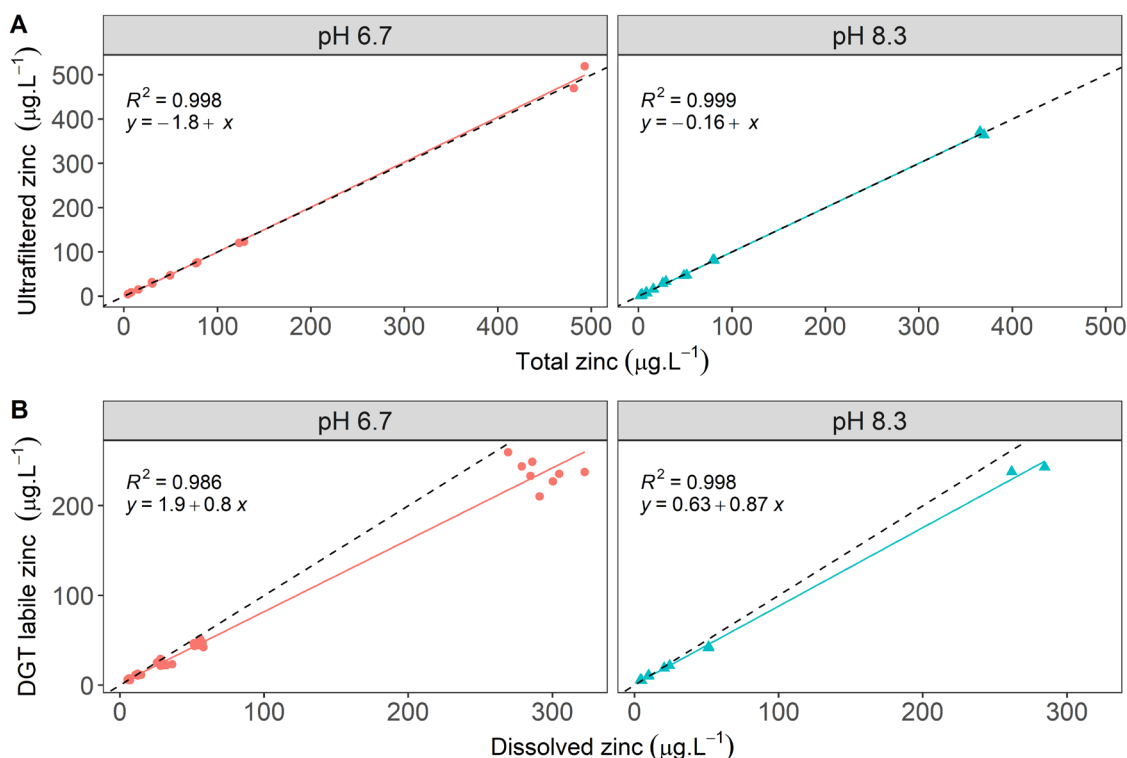 A
pH 6.7
pH 8.3
Ultrafiltered zinc (µg.L⁻¹)
500
400
300
200
100
0
R² = 0.998
y = −1.8 + x
R² = 0.999
y = −0.16 + x
0 100 200 300 400 500
0 100 200 300 400 500
Total zinc (µg.L⁻¹)
B
pH 6.7
pH 8.3
DGT labile zinc (µg.L⁻¹)
200
100
0
R² = 0.986
y = 1.9 + 0.8 x
R² = 0.998
y = 0.63 + 0.87 x
0 100 200 300
0 100 200 300
Dissolved zinc (µg.L⁻¹)